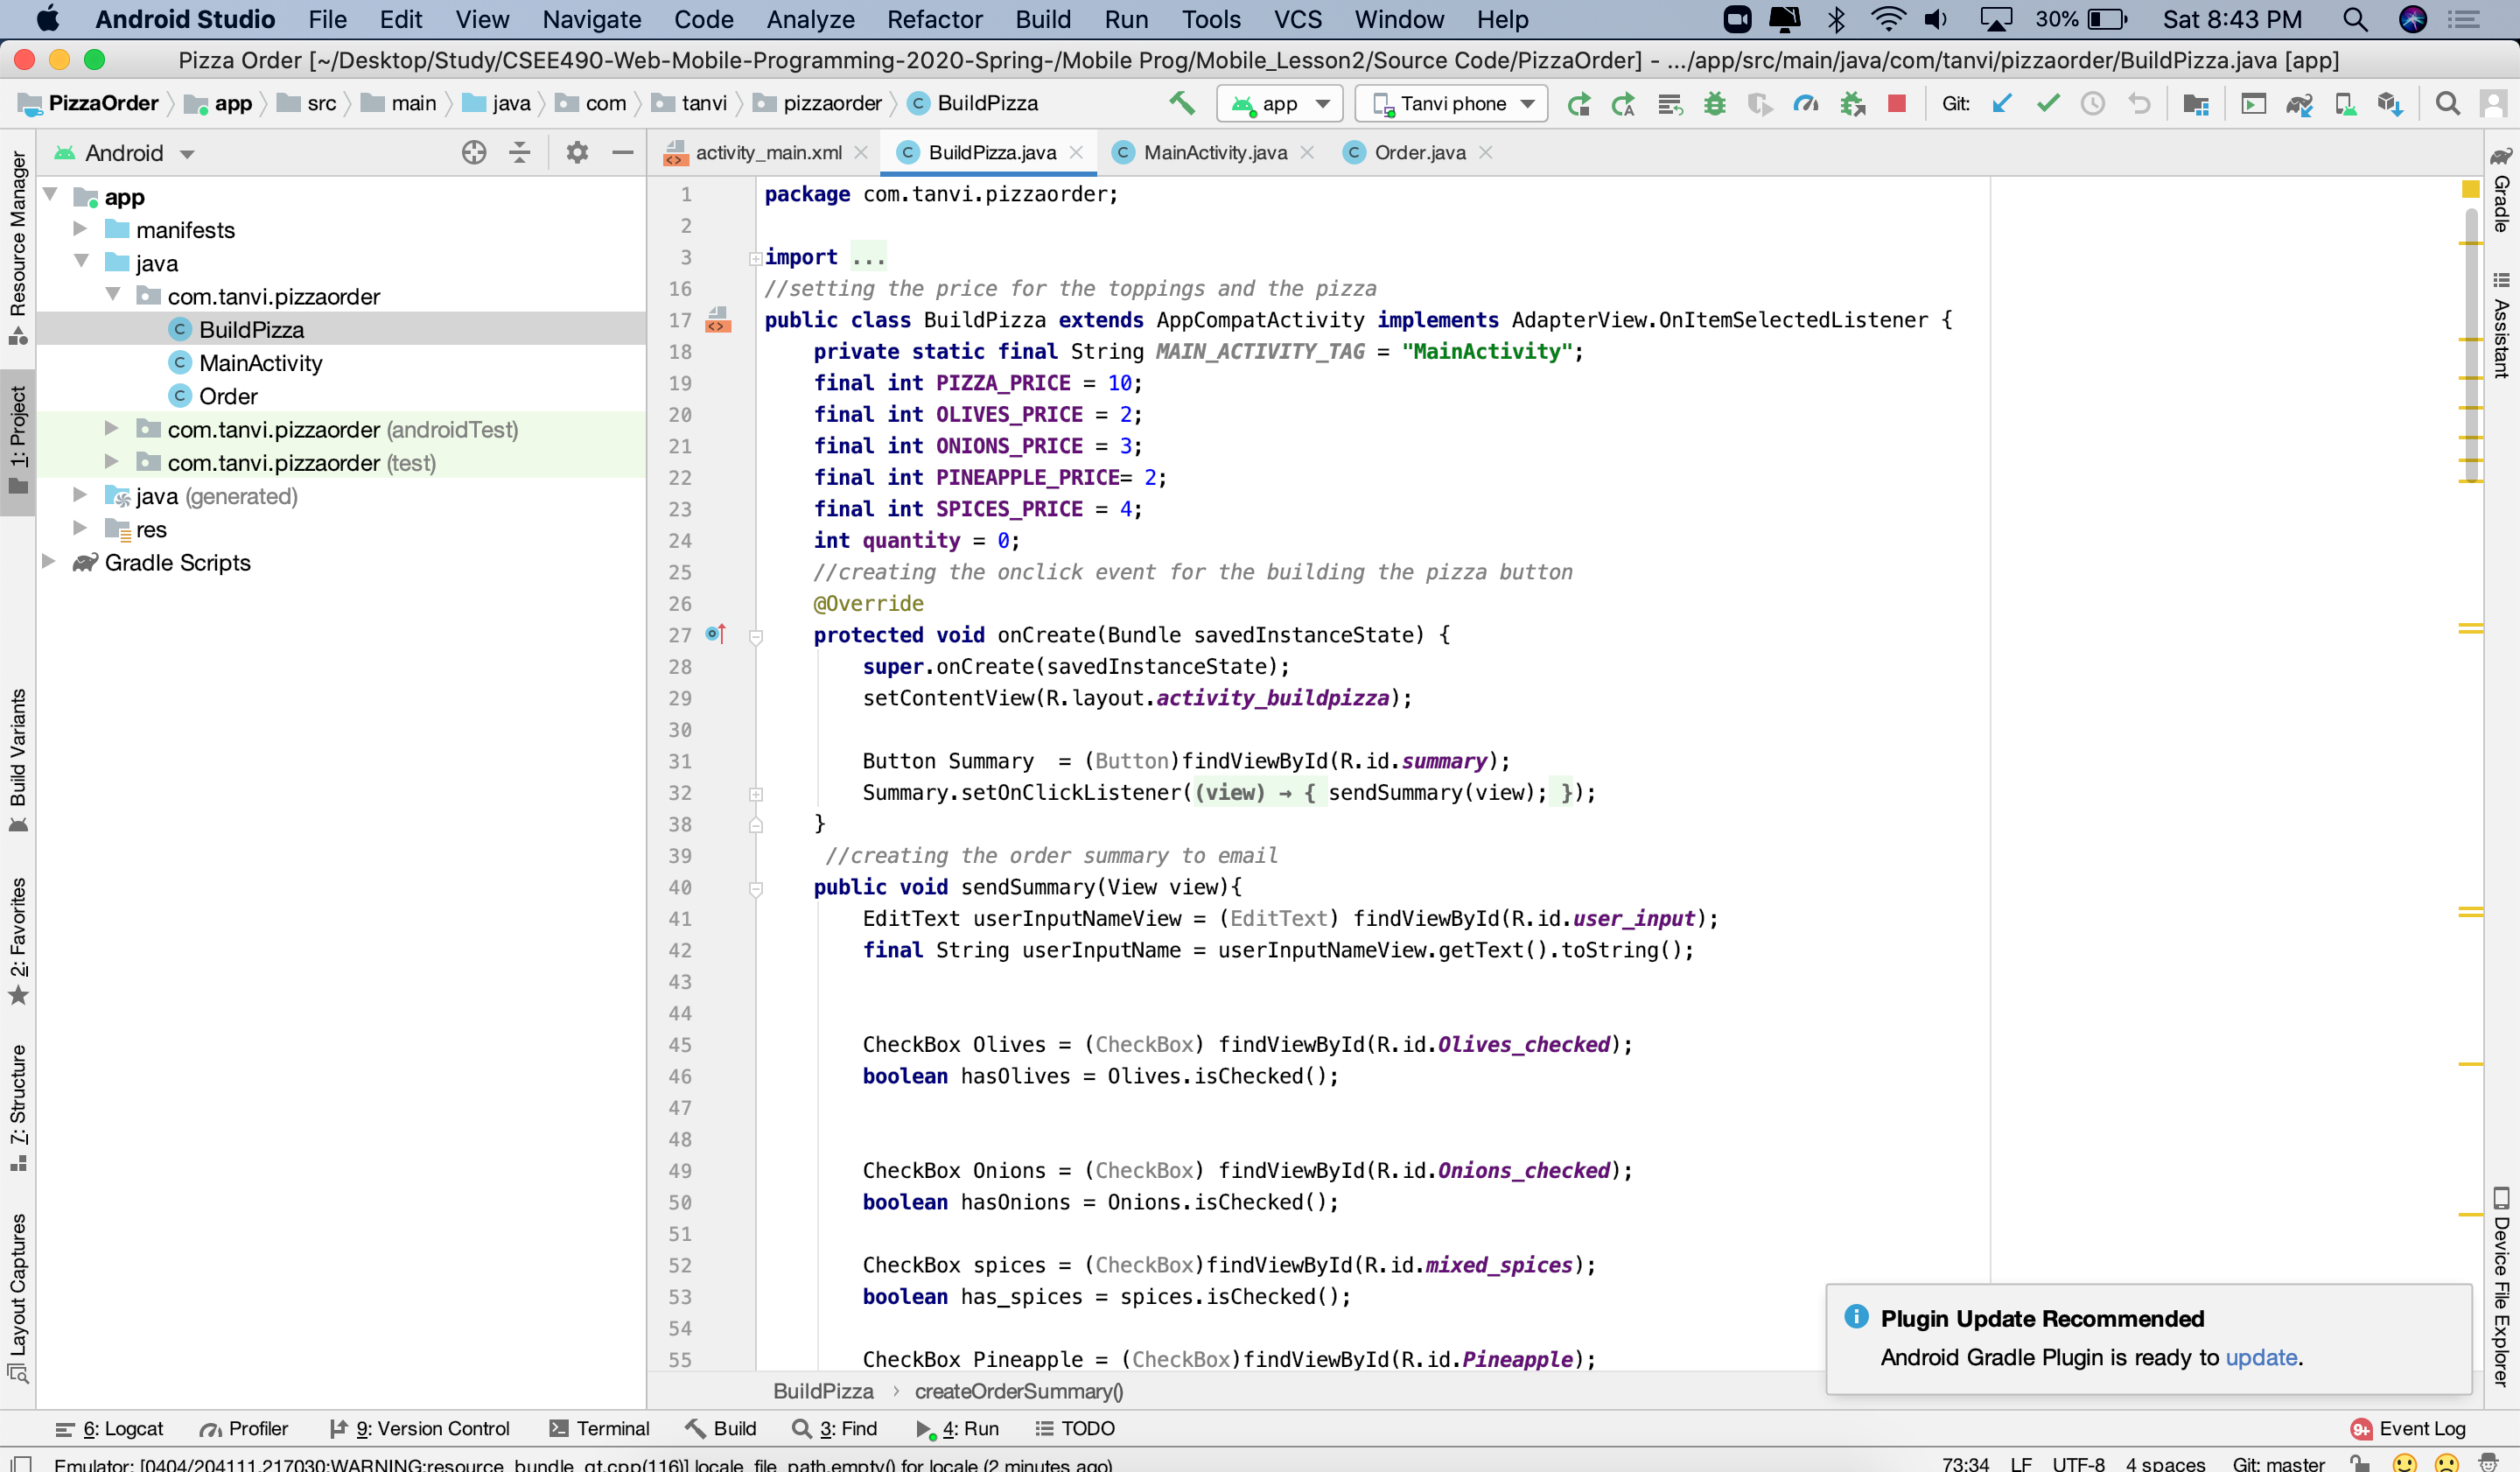 Android Studio File Edit View Navigate Code Analyze Refactor Build Run Tools VCS Window Help 30% Sat 8:43 PM
Pizza Order [~/Desktop/Study/CSEE490-Web-Mobile-Programming-2020-Spring-/Mobile Prog/Mobile_Lesson2/Source Code/PizzaOrder] - .../app/src/main/java/com/tanvi/pizzaorder/BuildPizza.java [app]
PizzaOrder app src main java com tanvi pizzaorder BuildPizza app Tanvi phone Git:
Android
activity_main.xml BuildPizza.java MainActivity.java Order.java
Resource Manager
1: Project
Build Variants
2: Favorites
7: Structure
Layout Captures
app
manifests
java
com.tanvi.pizzaorder
BuildPizza
MainActivity
Order
com.tanvi.pizzaorder (androidTest)
com.tanvi.pizzaorder (test)
java (generated)
res
Gradle Scripts
1 package com.tanvi.pizzaorder;
2
3 import ...
16 //setting the price for the toppings and the pizza
17 public class BuildPizza extends AppCompatActivity implements AdapterView.OnItemSelectedListener {
18 private static final String MAIN_ACTIVITY_TAG = "MainActivity";
19 final int PIZZA_PRICE = 10;
20 final int OLIVES_PRICE = 2;
21 final int ONIONS_PRICE = 3;
22 final int PINEAPPLE_PRICE= 2;
23 final int SPICES_PRICE = 4;
24 int quantity = 0;
25 //creating the onclick event for the building the pizza button
26 @Override
27 protected void onCreate(Bundle savedInstanceState) {
28 super.onCreate(savedInstanceState);
29 setContentView(R.layout.activity_buildpizza);
30
31 Button Summary  = (Button)findViewById(R.id.summary);
32 Summary.setOnClickListener((view) → { sendSummary(view); });
38 }
39 //creating the order summary to email
40 public void sendSummary(View view){
41 EditText userInputNameView = (EditText) findViewById(R.id.user_input);
42 final String userInputName = userInputNameView.getText().toString();
43
44
45 CheckBox Olives = (CheckBox) findViewById(R.id.Olives_checked);
46 boolean hasOlives = Olives.isChecked();
47
48
49 CheckBox Onions = (CheckBox) findViewById(R.id.Onions_checked);
50 boolean hasOnions = Onions.isChecked();
51
52 CheckBox spices = (CheckBox)findViewById(R.id.mixed_spices);
53 boolean has_spices = spices.isChecked();
54
55 CheckBox Pineapple = (CheckBox)findViewById(R.id.Pineapple);
BuildPizza › createOrderSummary()
Gradle
Assistant
Device File Explorer
Plugin Update Recommended
Android Gradle Plugin is ready to update.
6: Logcat Profiler 9: Version Control Terminal Build 3: Find 4: Run TODO 9+ Event Log
Emulator: [0404/204111.217030:WARNING:resource_bundle_qt.cpp(116)] locale_file_path.empty() for locale (2 minutes ago) 73:34 LF UTF-8 4 spaces Git: master